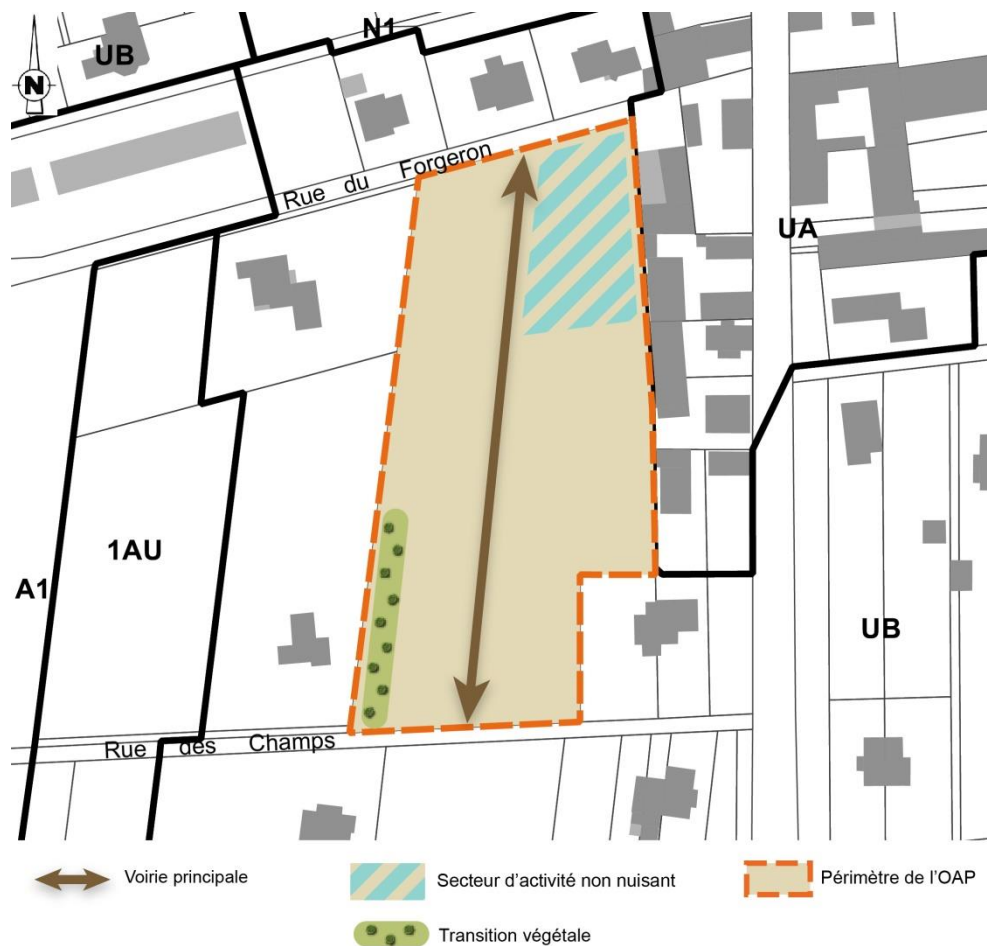 N1
UB
N
Rue du Forgeron
UA
1AU
A1
UB
Rue des Champs
Voirie principale
Secteur d'activité non nuisant
Périmètre de l'OAP
Transition végétale